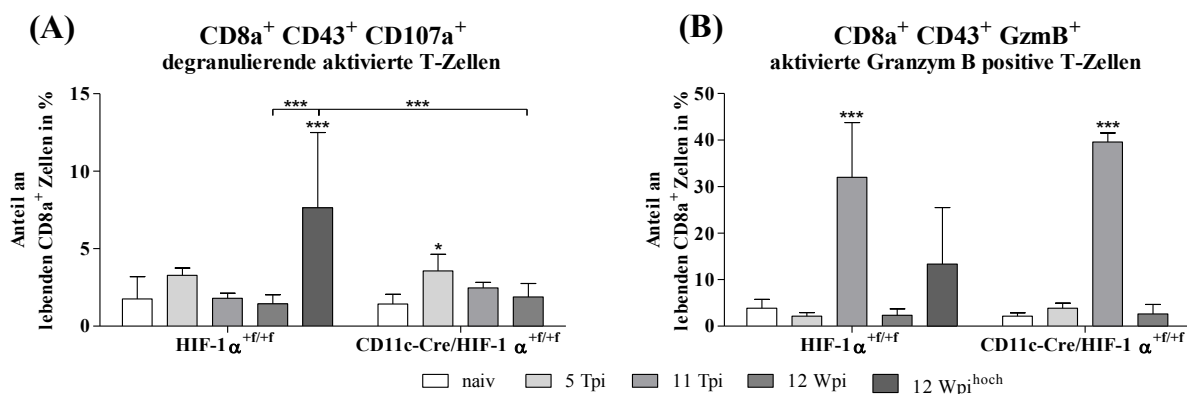 (A)
CD8a⁺ CD43⁺ CD107a⁺
degranulierende aktivierte T-Zellen
Anteil an
lebenden CD8a⁺ Zellen in %
15
10
5
0
***
***
***
*
HIF-1α⁺ᶠ/⁺ᶠ
CD11c-Cre/HIF-1 α⁺ᶠ/⁺ᶠ
(B)
CD8a⁺ CD43⁺ GzmB⁺
aktivierte Granzym B positive T-Zellen
Anteil an
lebenden CD8a⁺ Zellen in %
50
40
30
20
10
0
***
***
HIF-1α⁺ᶠ/⁺ᶠ
CD11c-Cre/HIF-1 α⁺ᶠ/⁺ᶠ
naiv 5 Tpi 11 Tpi 12 Wpi 12 Wpiʰᵒᶜʰ